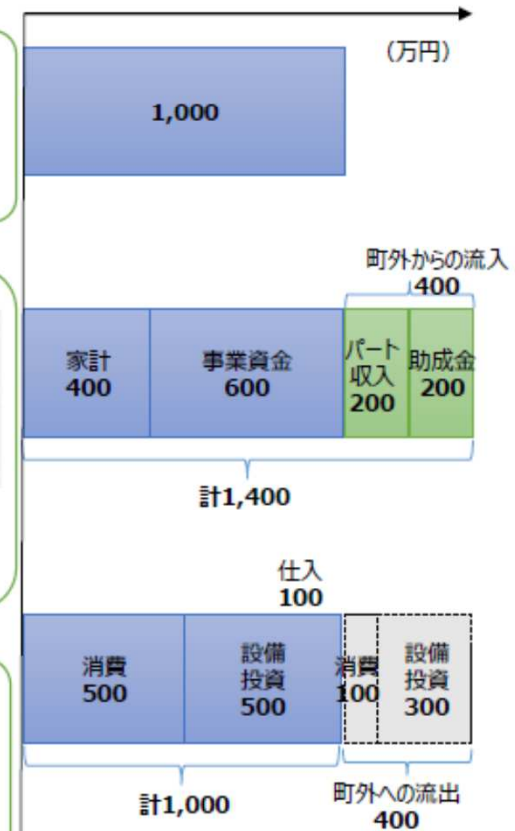 （万円）
1,000
町外からの流入
400
家計
400
事業資金
600
パート
収入
200
助成金
200
計1,400
仕入
100
消費
500
設備
投資
500
消費
100
設備
投資
300
計1,000
町外への流出
400